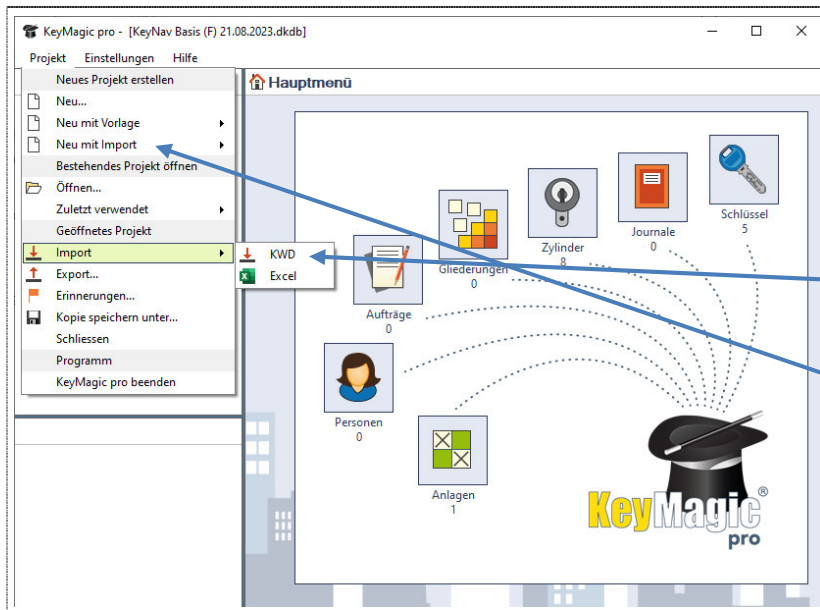 KeyMagic pro - [KeyNav Basis (F) 21.08.2023.dkdb]
Projekt Einstellungen Hilfe
Neues Projekt erstellen
Neu...
Neu mit Vorlage
Neu mit Import
Bestehendes Projekt öffnen
Öffnen...
Zuletzt verwendet
Geöffnetes Projekt
Import
Export...
Erinnerungen...
Kopie speichern unter...
Schliessen
Programm
KeyMagic pro beenden
KWD
Excel
Hauptmenü
Schlüssel
5
Journale
0
Zylinder
8
Gliederungen
0
Aufträge
0
Personen
0
Anlagen
1
KeyMagic®
pro